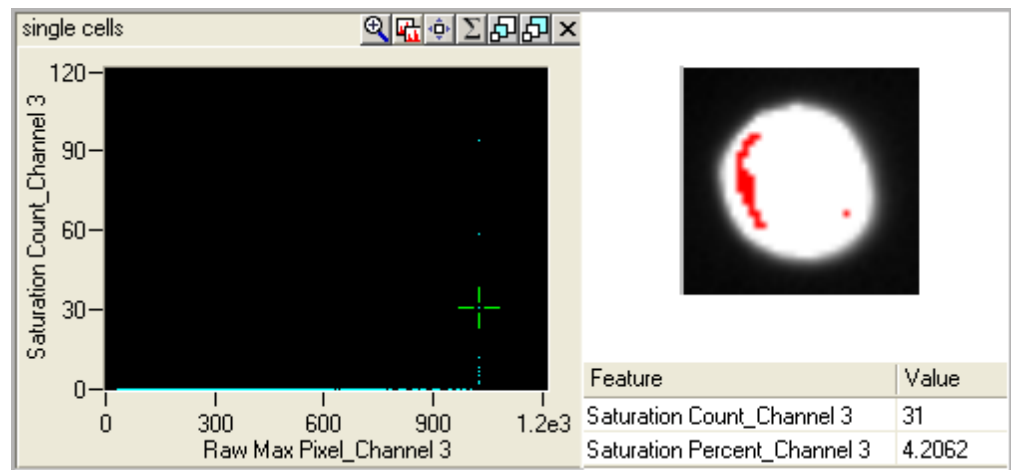 single cells
Σ
120
90
60
30
0
Saturation Count_Channel 3
0 300 600 900 1.2e3
Raw Max Pixel_Channel 3
Feature Value
Saturation Count_Channel 3 31
Saturation Percent_Channel 3 4.2062